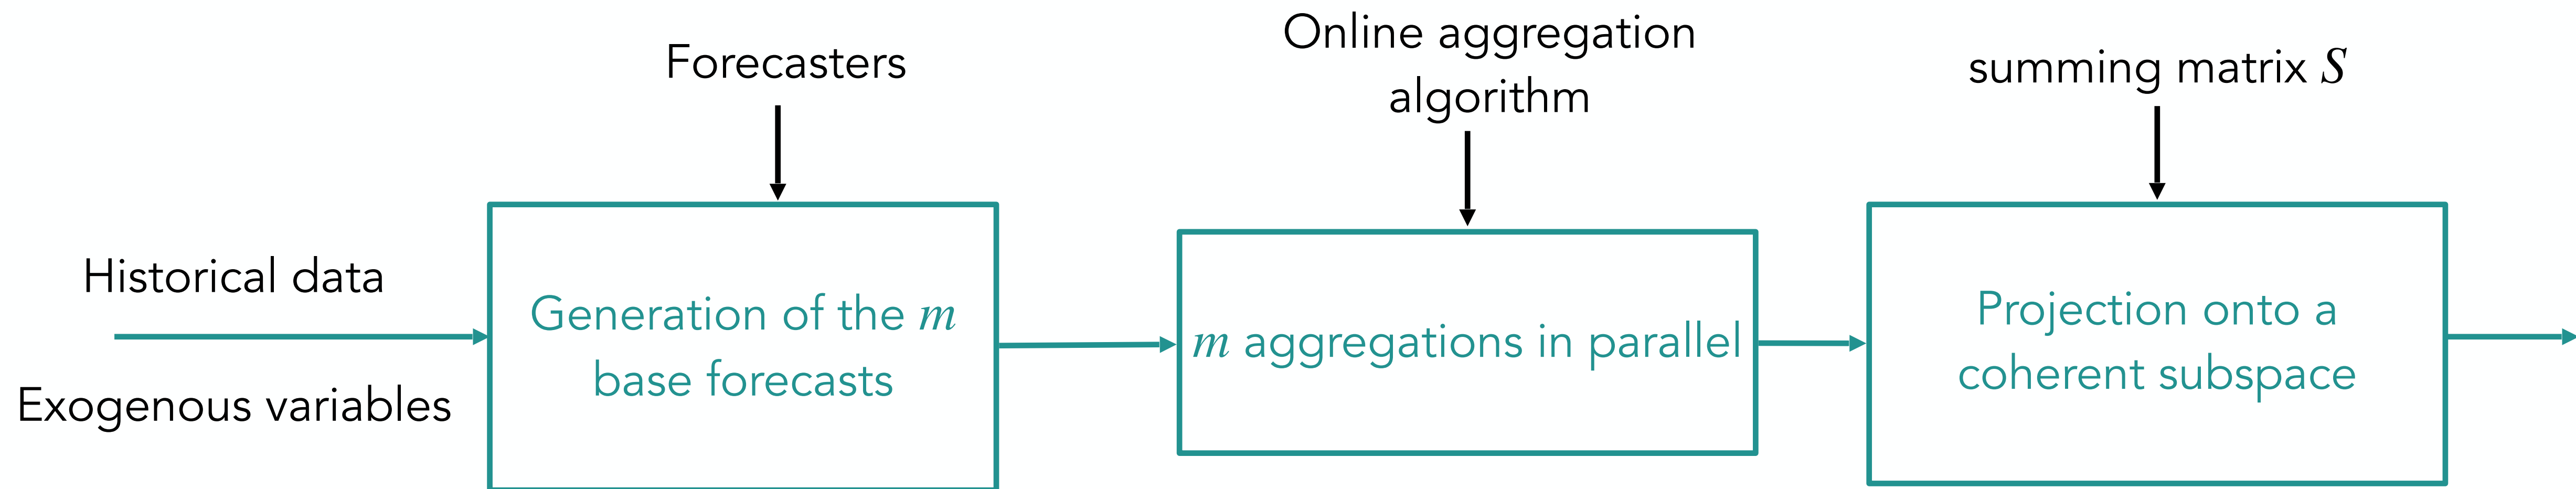 Forecasters
Online aggregation
algorithm
summing matrix S
Historical data
Exogenous variables
Generation of the m
base forecasts
m aggregations in parallel
Projection onto a
coherent subspace